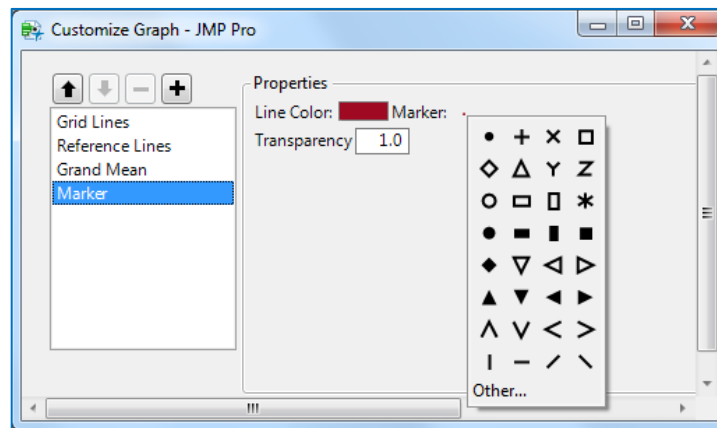 Customize Graph - JMP Pro
Properties
Line Color: Marker:
Transparency 1.0
Grid Lines
Reference Lines
Grand Mean
Marker
Other...